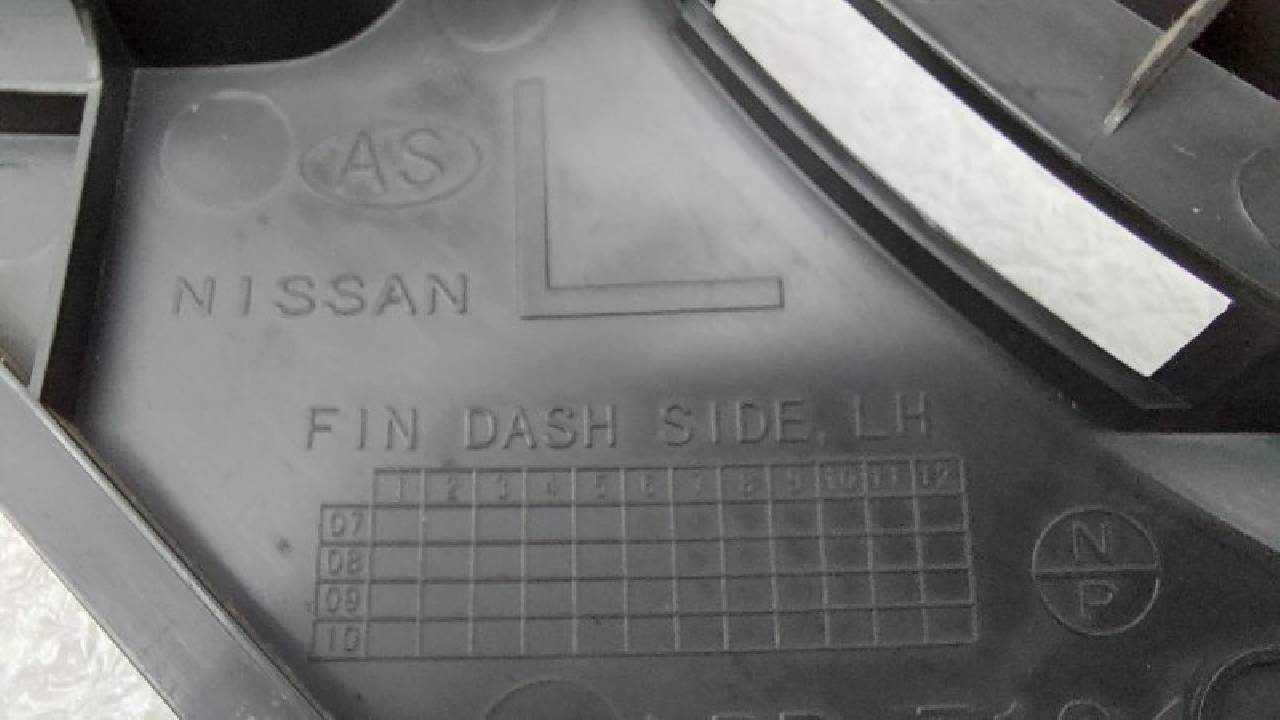 AS
L
NISSAN
FIN DASH SIDE, LH
1 2 3 4 5 6 7 8 9 10 11 12
07
08
09
10
N
P